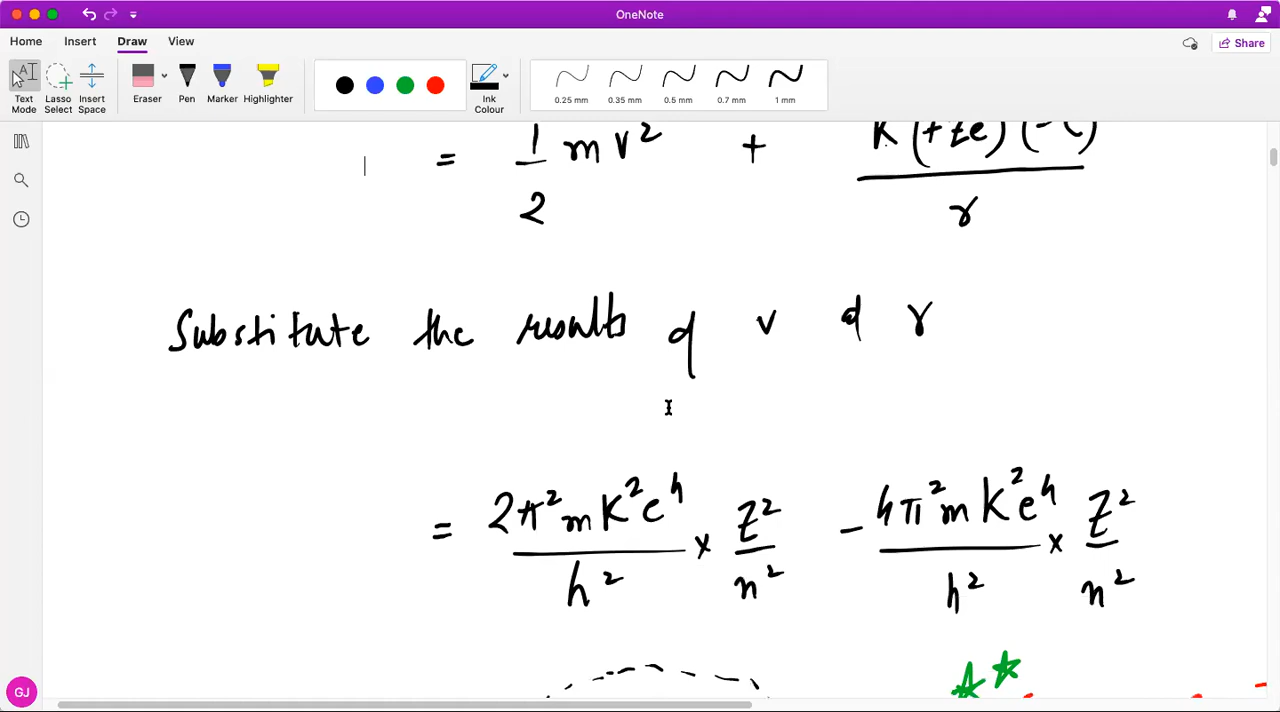 OneNote
Home Insert Draw View
Share
Text Mode
Lasso Select
Insert Space
Eraser
Pen
Marker
Highlighter
Ink Colour
0.25 mm 0.35 mm 0.5 mm 0.7 mm 1 mm
= 1/2 m v² + K (+Ze) (-e) / r
Substitute the results of v & r
= 2π²mK²e⁴/h² × Z²/n² - 4π²mK²e⁴/h² × Z²/n²
GJ